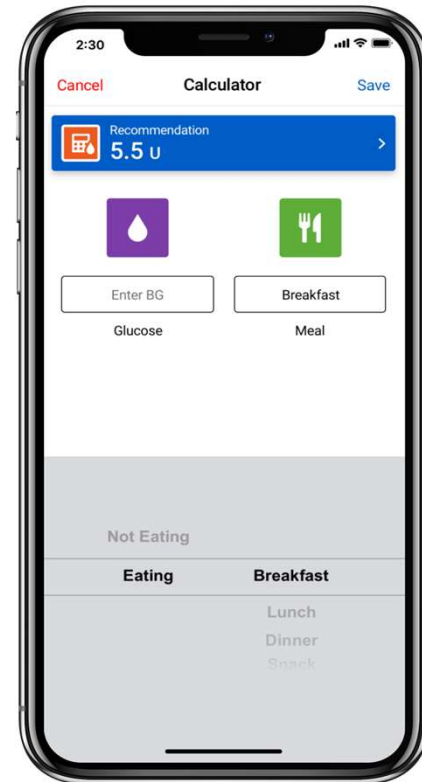 2:30
Cancel Calculator Save
Recommendation
5.5 U
Enter BG Breakfast
Glucose Meal
Not Eating
Eating Breakfast
Lunch
Dinner
Snack